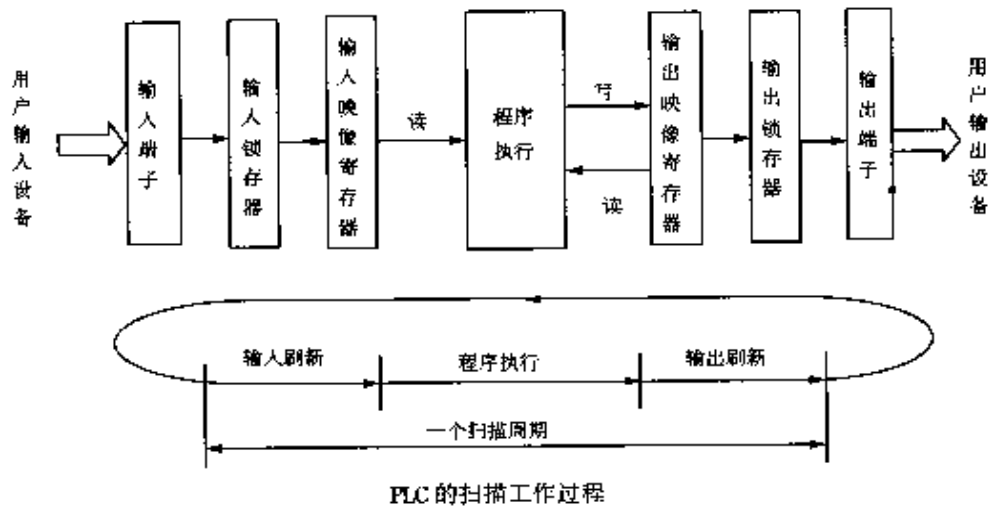 用户输入设备
输入端子
输入锁存器
输入映像寄存器
读
程序
执行
写
读
输出映像寄存器
输出锁存器
输出端子
用户输出设备
输入刷新
程序执行
输出刷新
一个扫描周期
PLC的扫描工作过程